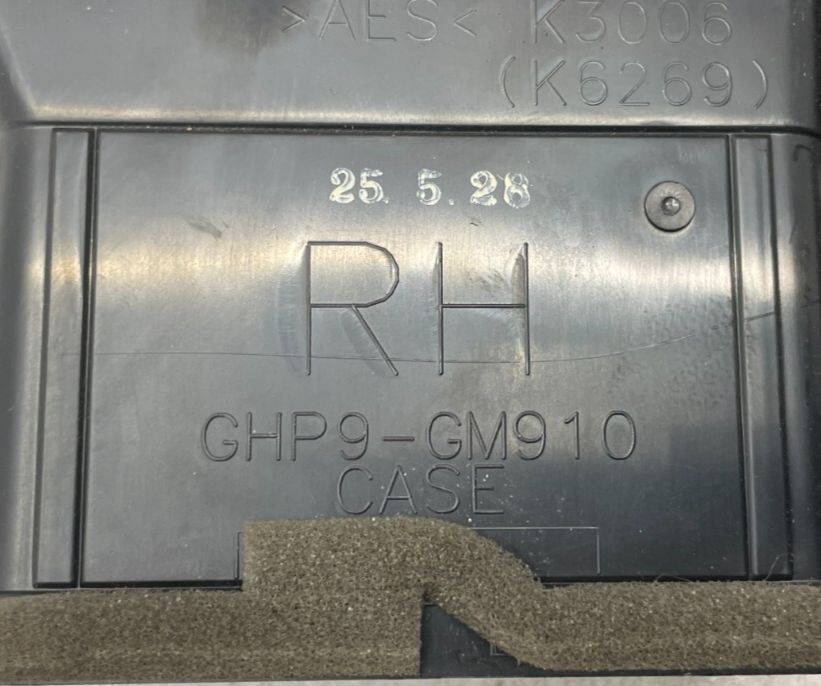 >AES< K3006
(K6269)
25. 5. 28
RH
GHP9-GM910
CASE